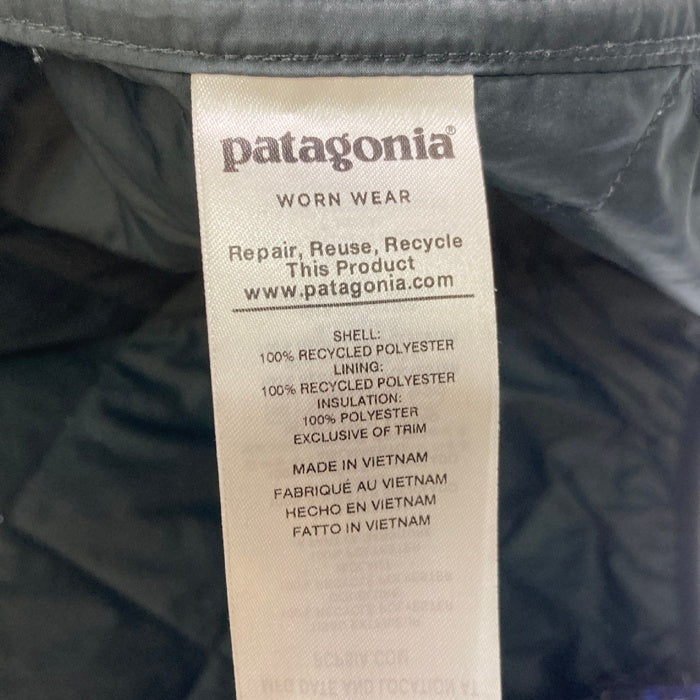 patagonia®
WORN WEAR
Repair, Reuse, Recycle
This Product
www.patagonia.com
SHELL:
100% RECYCLED POLYESTER
LINING:
100% RECYCLED POLYESTER
INSULATION:
100% POLYESTER
EXCLUSIVE OF TRIM
MADE IN VIETNAM
FABRIQUÉ AU VIETNAM
HECHO EN VIETNAM
FATTO IN VIETNAM